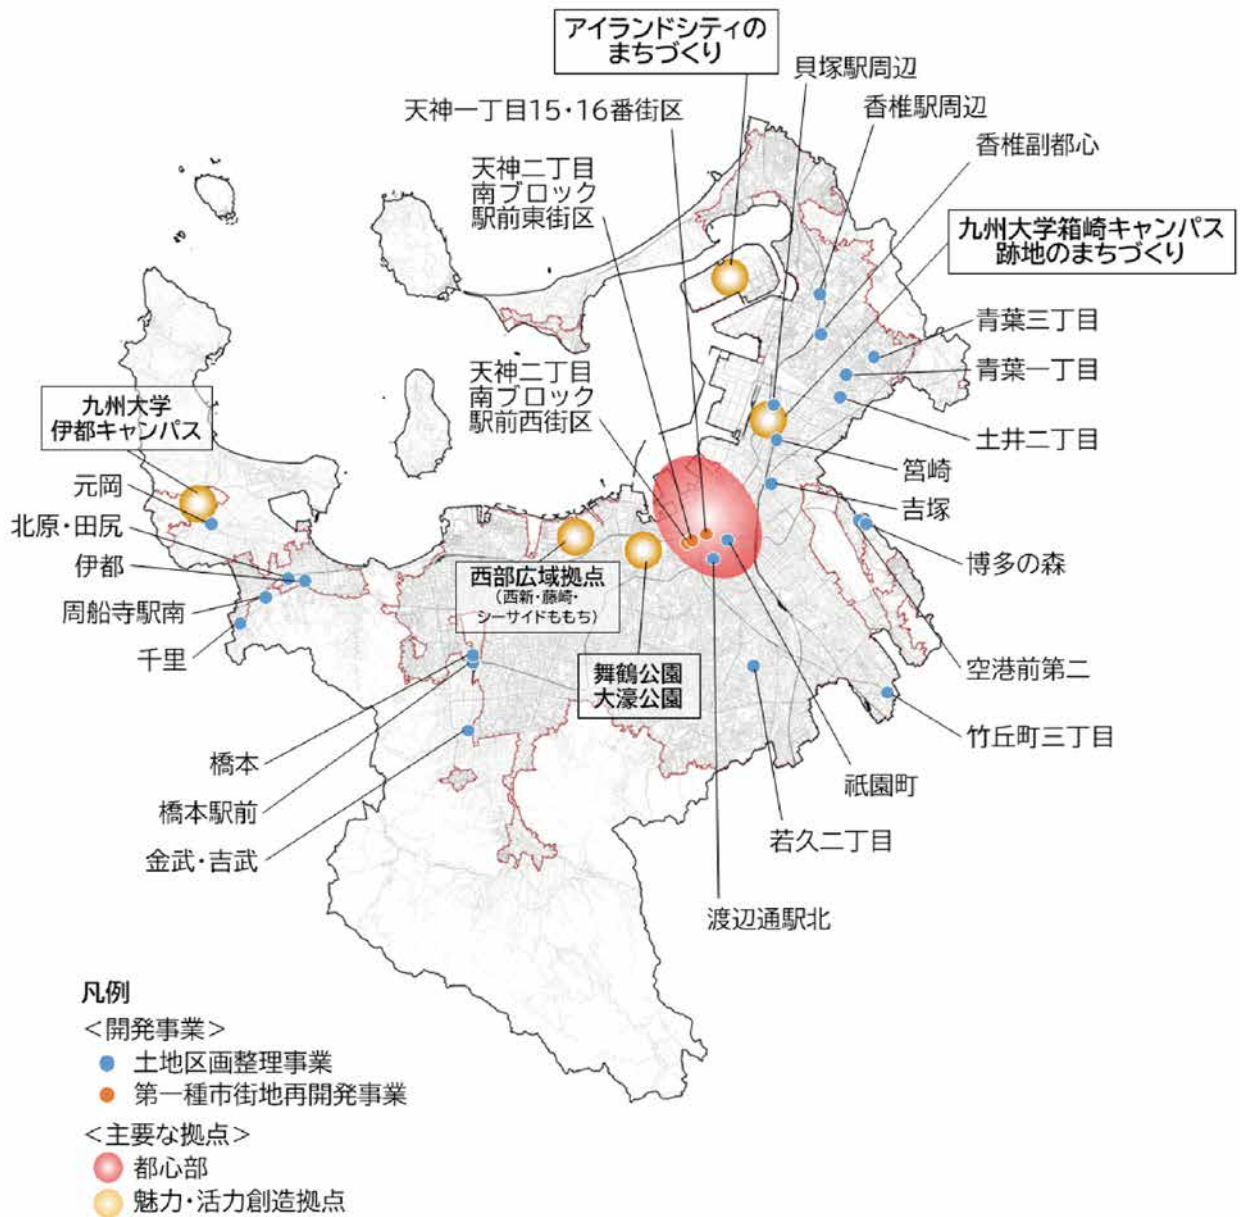 アイランドシティの
まちづくり
貝塚駅周辺
天神一丁目15・16番街区
香椎駅周辺
香椎副都心
天神二丁目
南ブロック
駅前東街区
九州大学箱崎キャンパス
跡地のまちづくり
青葉三丁目
青葉一丁目
天神二丁目
南ブロック
駅前西街区
九州大学
伊都キャンパス
土井二丁目
筥崎
元岡
吉塚
北原・田尻
博多の森
伊都
西部広域拠点
(西新・藤崎・
シーサイドももち)
周船寺駅南
千里
舞鶴公園
大濠公園
空港前第二
竹丘町三丁目
橋本
祇園町
橋本駅前
若久二丁目
金武・吉武
渡辺通駅北
凡例
<開発事業>
土地区画整理事業
第一種市街地再開発事業
<主要な拠点>
都心部
魅力・活力創造拠点